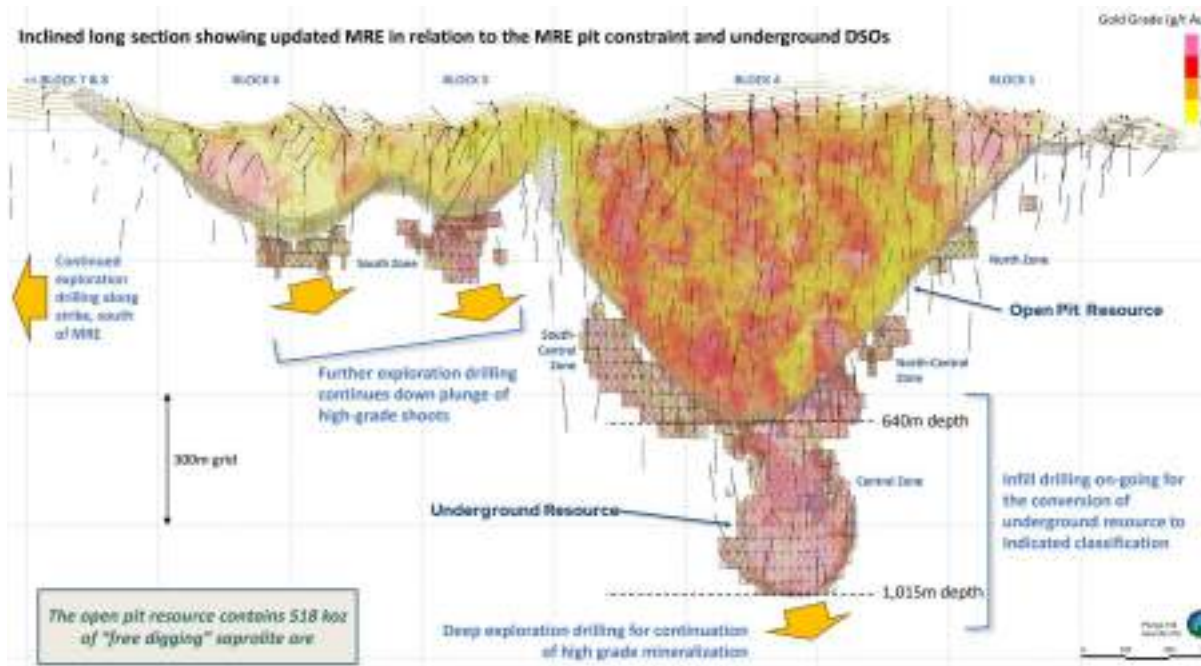 Gold Grade (g/t Au
Inclined long section showing updated MRE in relation to the MRE pit constraint and underground DSOs
<< BLOCK 7 & 8
BLOCK 6
BLOCK 5
BLOCK 4
BLOCK 1
Continued
exploration
drilling along
strike, south
of MRE
South Zone
North Zone
Open Pit Resource
South-
Central
Zone
North-Central
Zone
Further exploration drilling
continues down plunge of
high-grade shoots
640m depth
300m grid
Central Zone
Underground Resource
Infill drilling on-going for
the conversion of
underground resource to
Indicated classification
1,015m depth
The open pit resource contains 518 koz
of "free digging" saprolite are
Deep exploration drilling for continuation
of high grade mineralization